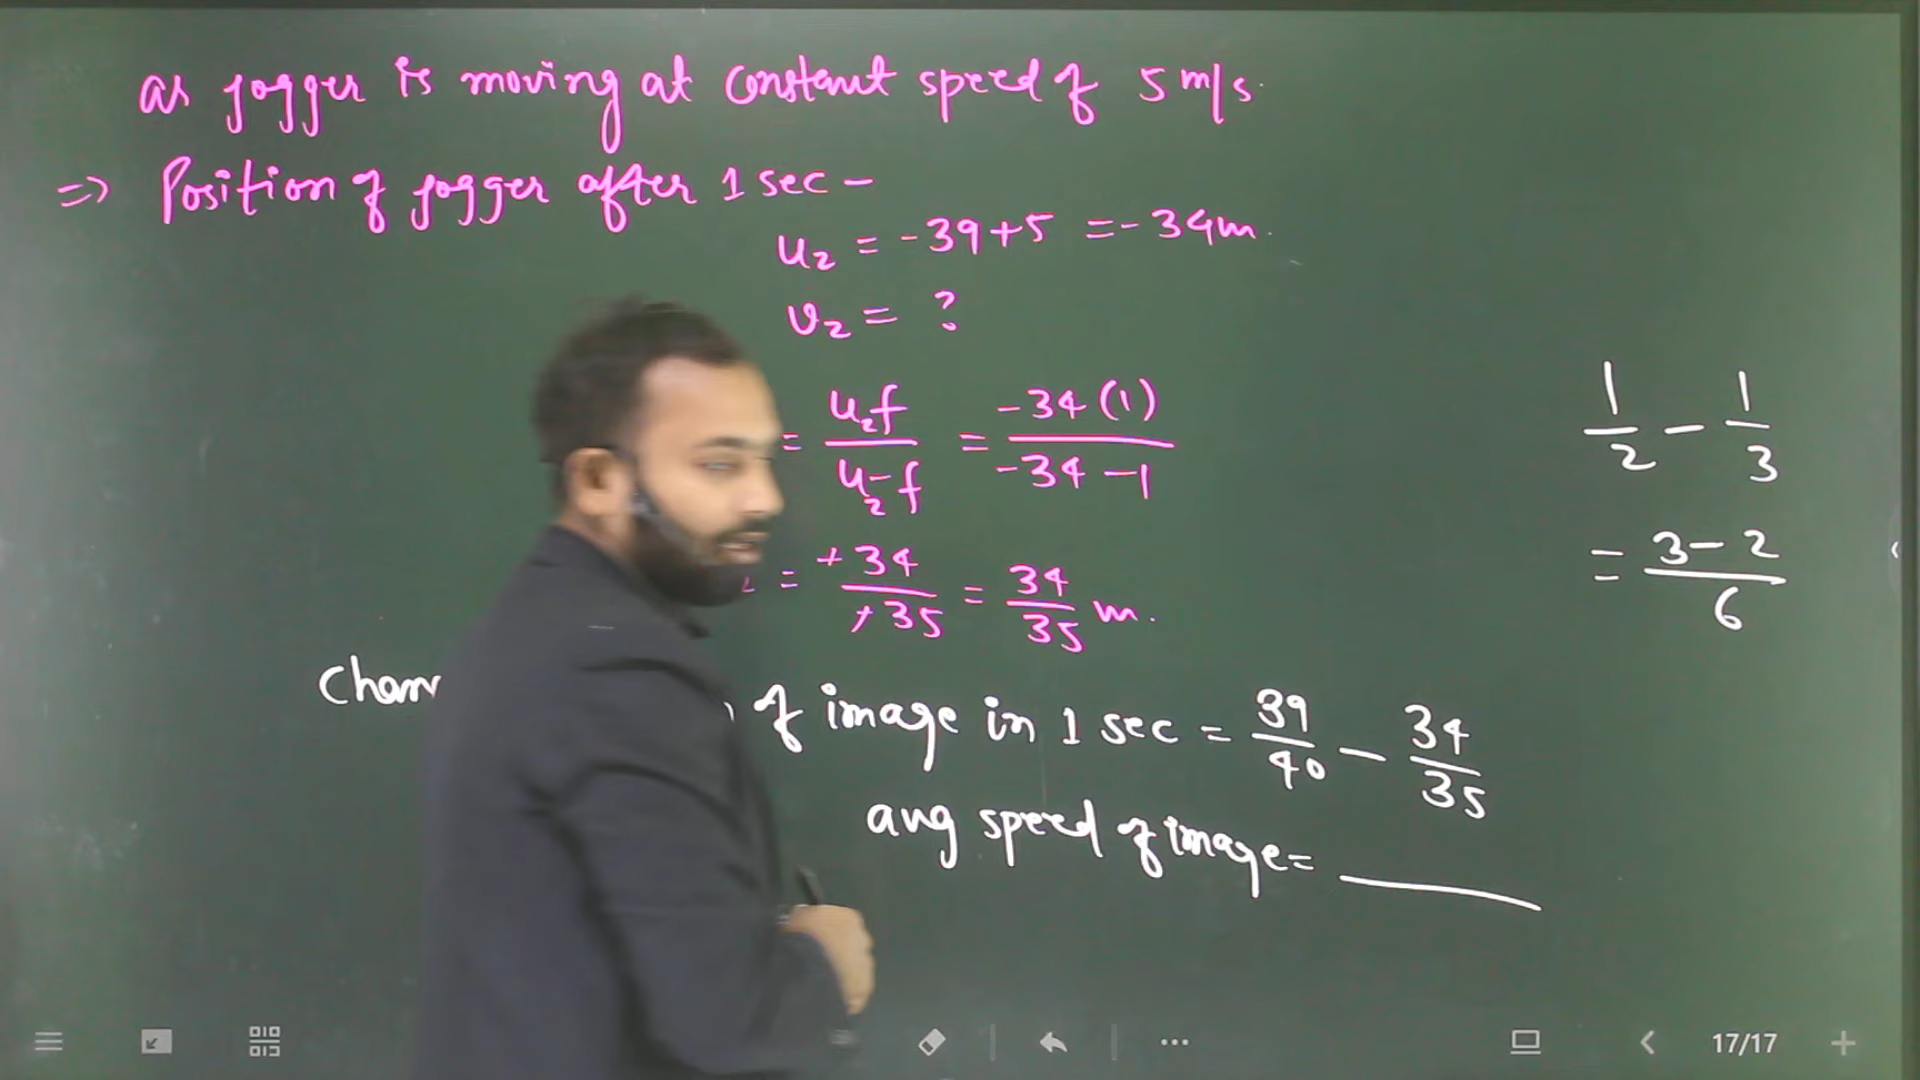 as jogger is moving at constant speed of 5 m/s.
=> Position of jogger after 1 sec –
u₂ = -39+5 = -34m.
v₂ = ?
= u₂f / u₂-f = -34 (1) / -34 -1
= +34 / +35 = 34/35 m.
of image in 1 sec = 39/40 – 34/35
avg speed of image = ____
1/2 – 1/3
= 3-2 / 6
17/17